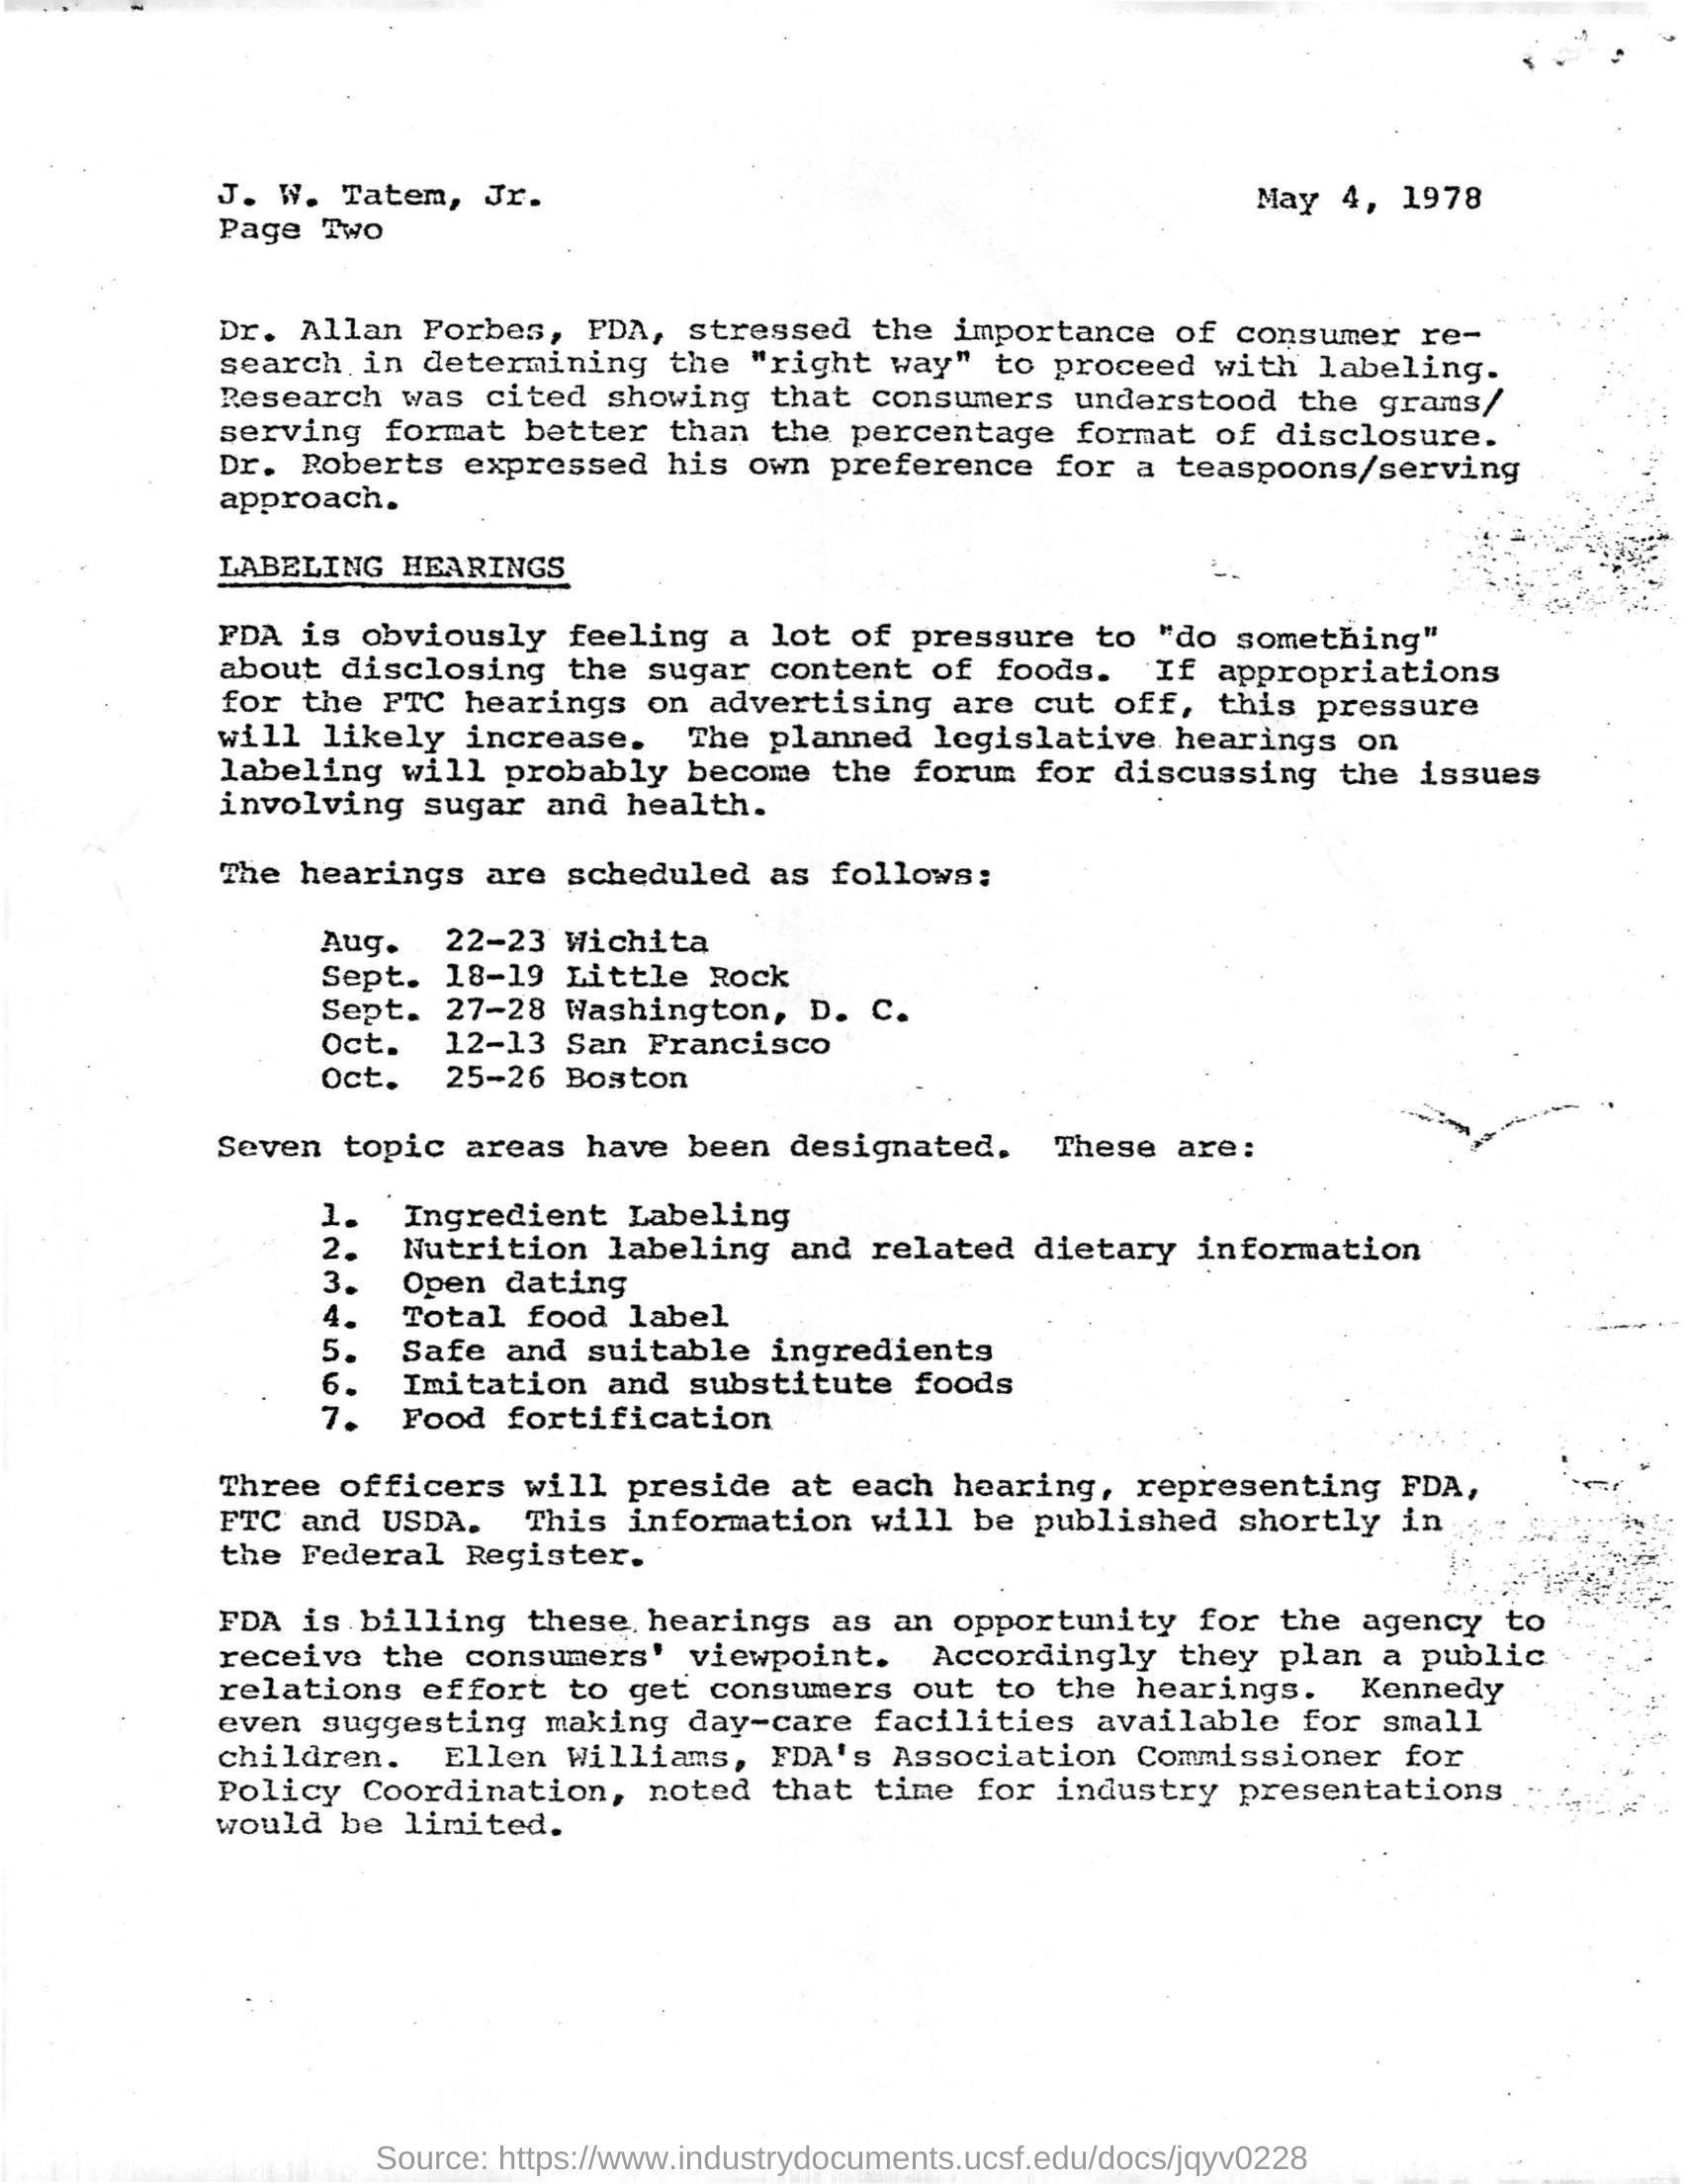 J. W. Tatem, Jr.
May 4, 1978
Page Two
Dr. Allan Forbes, FDA, stressed the importance of consumer re-
search in determining the "right way" to proceed with labeling.
Research was cited showing that consumers understood the grams/
serving format better than the percentage format of disclosure.
Dr. Roberts expressed his own preference for a teaspoons/serving
approach.
LABELING HEARINGS
FDA is obviously feeling a lot of pressure to "do something"
about disclosing the sugar content of foods. If appropriations
for the FTC hearings on advertising are cut off, this pressure
will likely increase. The planned legislative hearings on
labeling will probably become the forum for discussing the issues
involving sugar and health.
The hearings are scheduled as follows:
Aug. 22-23 Wichita
Sept. 18-19 Little Rock
Sept. 27-28 Washington, D. C.
Oct. 12-13 San Francisco
Oct. 25-26 Boston
Seven topic areas have been designated. These are:
1. Ingredient Labeling
2. Nutrition labeling and related dietary information
3. Open dating
4. Total food label
5. Safe and suitable ingredients
6. Imitation and substitute foods
7. Food fortification
Three officers will preside at each hearing, representing FDA,
FTC and USDA. This information will be published shortly in
the Federal Register.
FDA is billing these hearings as an opportunity for the agency to
receive the consumers' viewpoint. Accordingly they plan a public
relations effort to get consumers out to the hearings. Kennedy
even suggesting making day-care facilities available for small
children. Ellen Williams, FDA's Association Commissioner for
Policy Coordination, noted that time for industry presentations
would be limited.
Source: https://www.industrydocuments.ucsf.edu/docs/jqyv0228